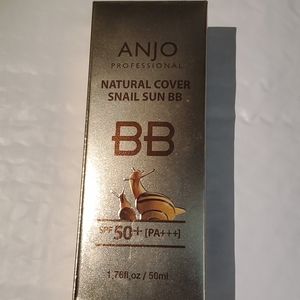 ANJO
PROFESSIONAL
NATURAL COVER
SNAIL SUN BB
BB
SPF 50+ [PA+++]
1.76fl.oz / 50ml